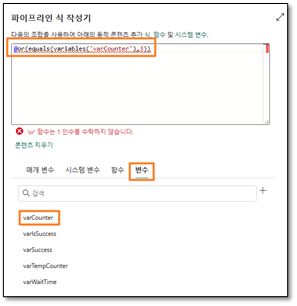 파이프라인 식 작성기
다음의 조합을 사용하여 아래의 동적 콘텐츠 추가 식, 함수 및 시스템 변수.
@or(equals(variables('varCounter'),3))
'or' 함수는 1 인수를 수락하지 않습니다.
콘텐츠 지우기
매개 변수 시스템 변수 함수 변수
검색
varCounter
varIsSuccess
varSuccess
varTempCounter
varWaitTime